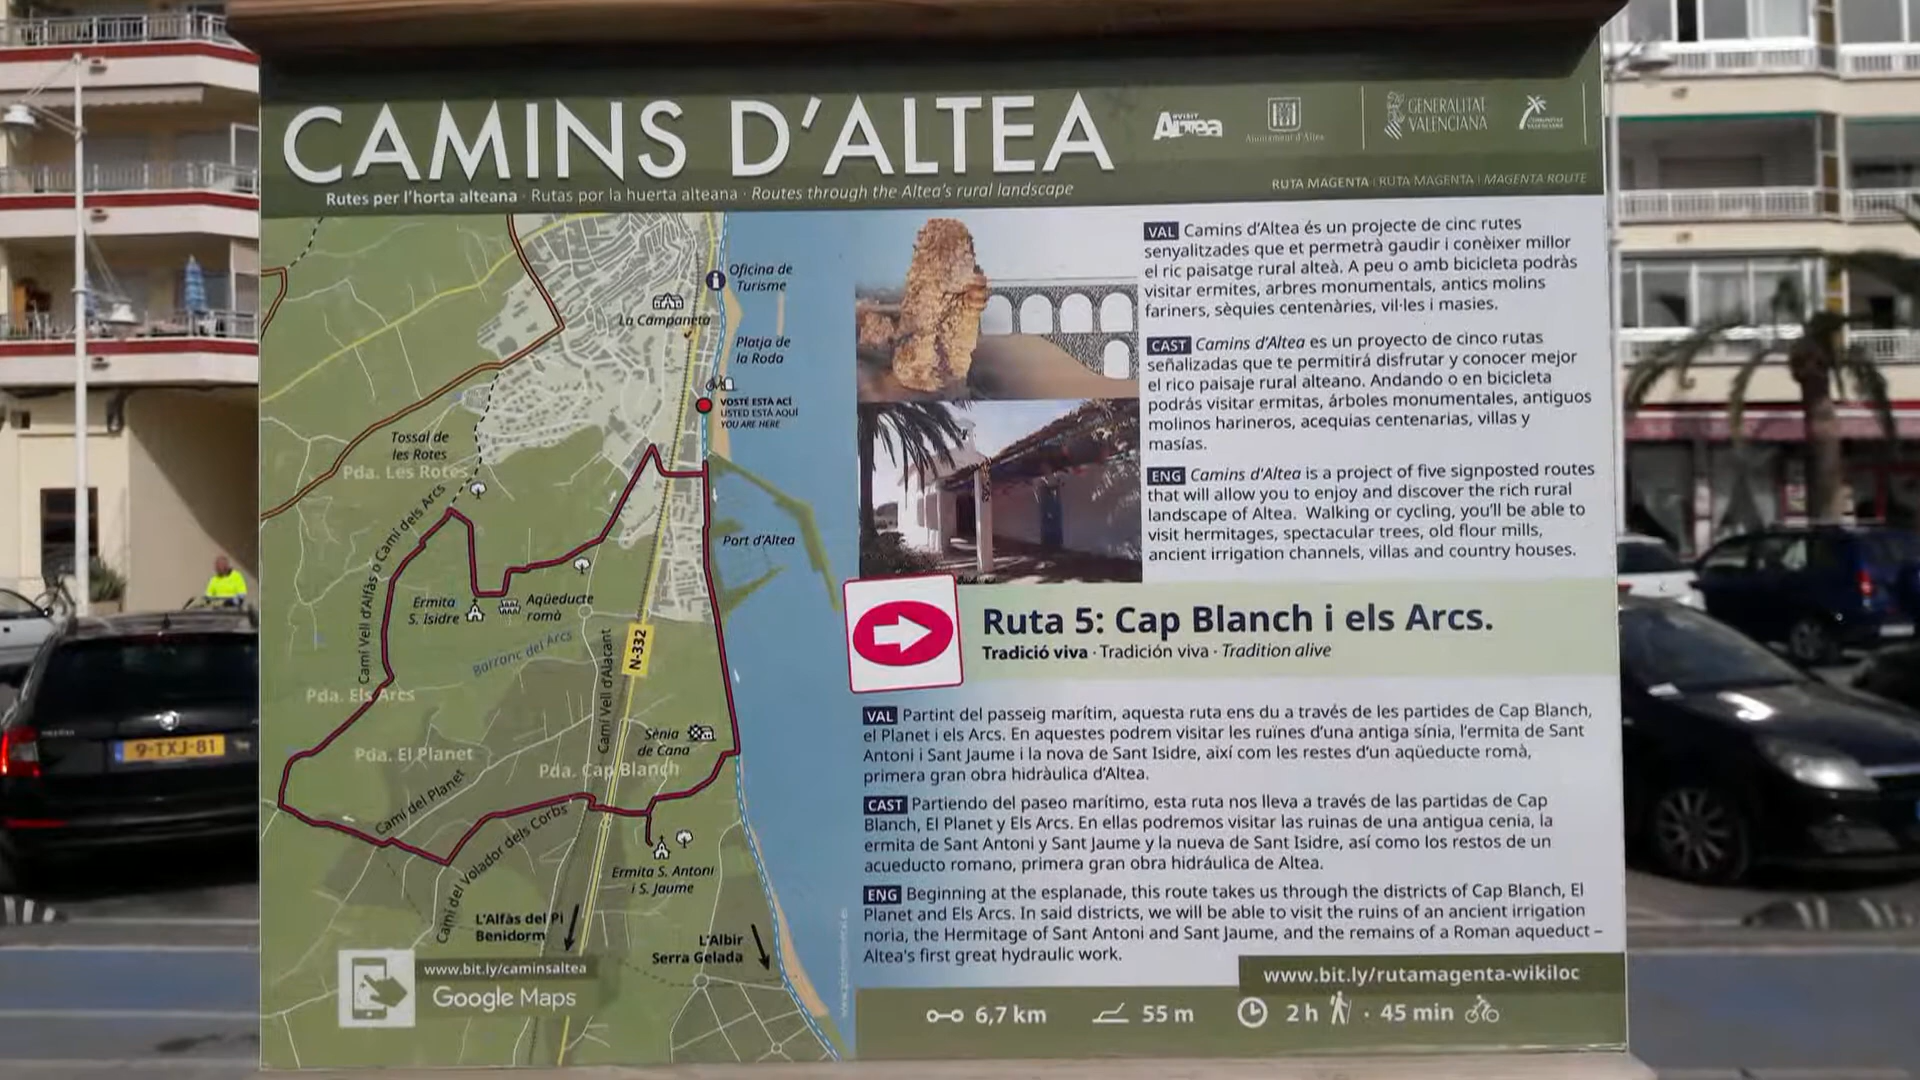 CAMINS D'ALTEA
VISIT
Altea
Ajuntament d'Altea
GENERALITAT
VALENCIANA
COMUNITAT
VALENCIANA
Rutes per l'horta alteana · Rutas por la huerta alteana · Routes through the Altea's rural landscape
RUTA MAGENTA | RUTA MAGENTA | MAGENTA ROUTE
Oficina de
Turisme
La Campaneta
Platja de
la Roda
VOSTÉ ESTÀ ACÍ
USTED ESTÁ AQUÍ
YOU ARE HERE
Tossal de
les Rotes
Pda. Les Rotes
Camí Vell d'Alfàs o Camí dels Arcs
Port d'Altea
Ermita
S. Isidre
Aqüeducte
romà
Barranc del Arcs
Camí Vell d'Alacant
N-332
Pda. Els Arcs
Sènia
de Cana
Pda. El Planet
Pda. Cap Blanch
Camí del Planet
Camí del Volador dels Corbs
Ermita S. Antoni
i S. Jaume
L'Alfàs del Pi
Benidorm
L'Albir
Serra Gelada
www.bit.ly/caminsaltea
Google Maps
VAL Camins d'Altea és un projecte de cinc rutes
senyalitzades que et permetrà gaudir i conèixer millor
el ric paisatge rural alteà. A peu o amb bicicleta podràs
visitar ermites, arbres monumentals, antics molins
fariners, sèquies centenàries, vil·les i masies.
CAST Camins d'Altea es un proyecto de cinco rutas
señalizadas que te permitirá disfrutar y conocer mejor
el rico paisaje rural alteano. Andando o en bicicleta
podrás visitar ermitas, árboles monumentales, antiguos
molinos harineros, acequias centenarias, villas y
masías.
ENG Camins d'Altea is a project of five signposted routes
that will allow you to enjoy and discover the rich rural
landscape of Altea. Walking or cycling, you'll be able to
visit hermitages, spectacular trees, old flour mills,
ancient irrigation channels, villas and country houses.
Ruta 5: Cap Blanch i els Arcs.
Tradició viva · Tradición viva · Tradition alive
VAL Partint del passeig marítim, aquesta ruta ens du a través de les partides de Cap Blanch,
el Planet i els Arcs. En aquestes podrem visitar les ruïnes d'una antiga sínia, l'ermita de Sant
Antoni i Sant Jaume i la nova de Sant Isidre, així com les restes d'un aqüeducte romà,
primera gran obra hidràulica d'Altea.
CAST Partiendo del paseo marítimo, esta ruta nos lleva a través de las partidas de Cap
Blanch, El Planet y Els Arcs. En ellas podremos visitar las ruinas de una antigua cenia, la
ermita de Sant Antoni y Sant Jaume y la nueva de Sant Isidre, así como los restos de un
acueducto romano, primera gran obra hidráulica de Altea.
ENG Beginning at the esplanade, this route takes us through the districts of Cap Blanch, El
Planet and Els Arcs. In said districts, we will be able to visit the ruins of an ancient irrigation
noria, the Hermitage of Sant Antoni and Sant Jaume, and the remains of a Roman aqueduct –
Altea's first great hydraulic work.
www.bit.ly/rutamagenta-wikiloc
6,7 km 55 m 2 h · 45 min
9-TXJ-81